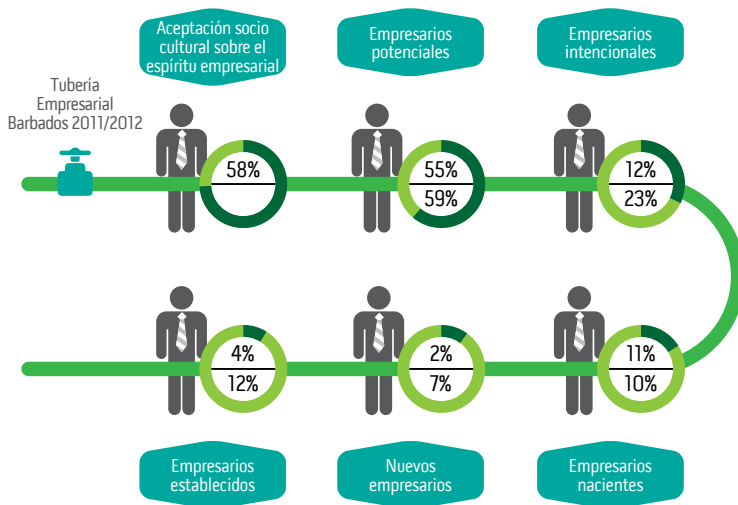 Aceptación socio
cultural sobre el
espíritu empresarial
Empresarios
potenciales
Empresarios
intencionales
Tubería
Empresarial
Barbados 2011/2012
58%
55%
59%
12%
23%
4%
12%
2%
7%
11%
10%
Empresarios
establecidos
Nuevos
empresarios
Empresarios
nacientes